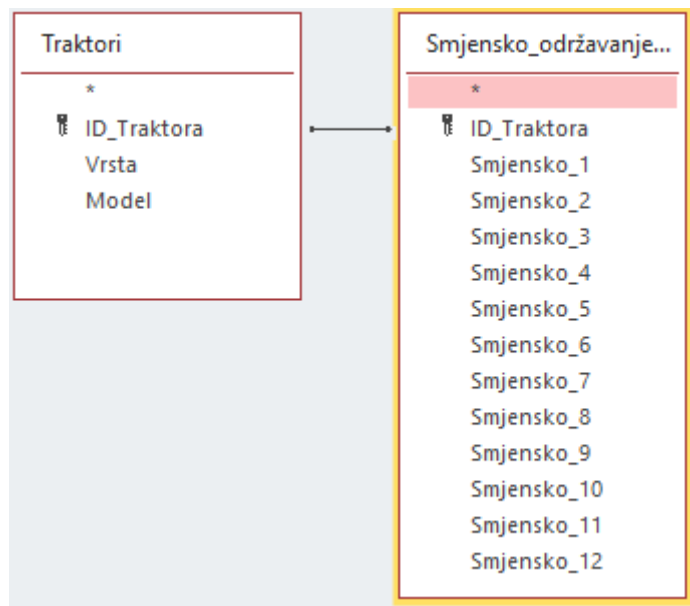 Traktori
*
ID_Traktora
Vrsta
Model
Smjensko_održavanje...
*
ID_Traktora
Smjensko_1
Smjensko_2
Smjensko_3
Smjensko_4
Smjensko_5
Smjensko_6
Smjensko_7
Smjensko_8
Smjensko_9
Smjensko_10
Smjensko_11
Smjensko_12